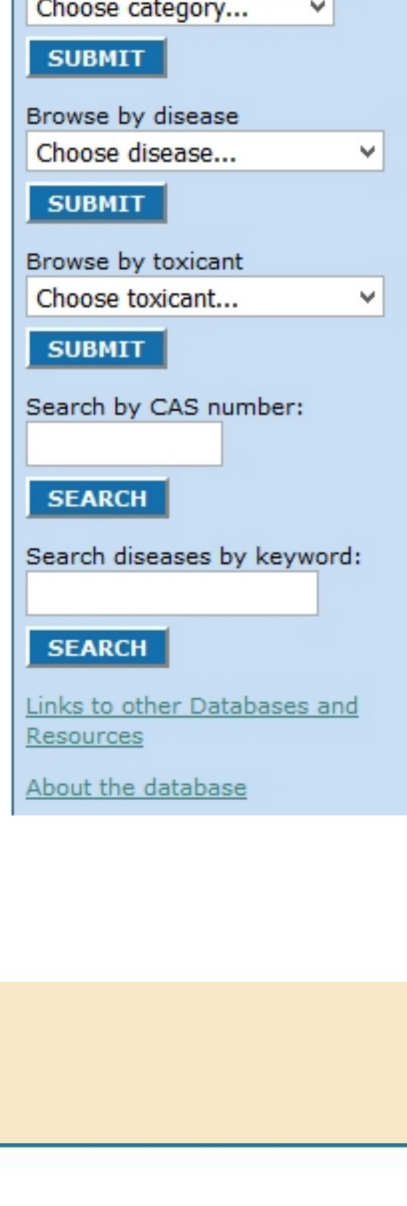 Choose category...
SUBMIT
Browse by disease
Choose disease...
SUBMIT
Browse by toxicant
Choose toxicant...
SUBMIT
Search by CAS number:
SEARCH
Search diseases by keyword:
SEARCH
Links to other Databases and
Resources
About the database